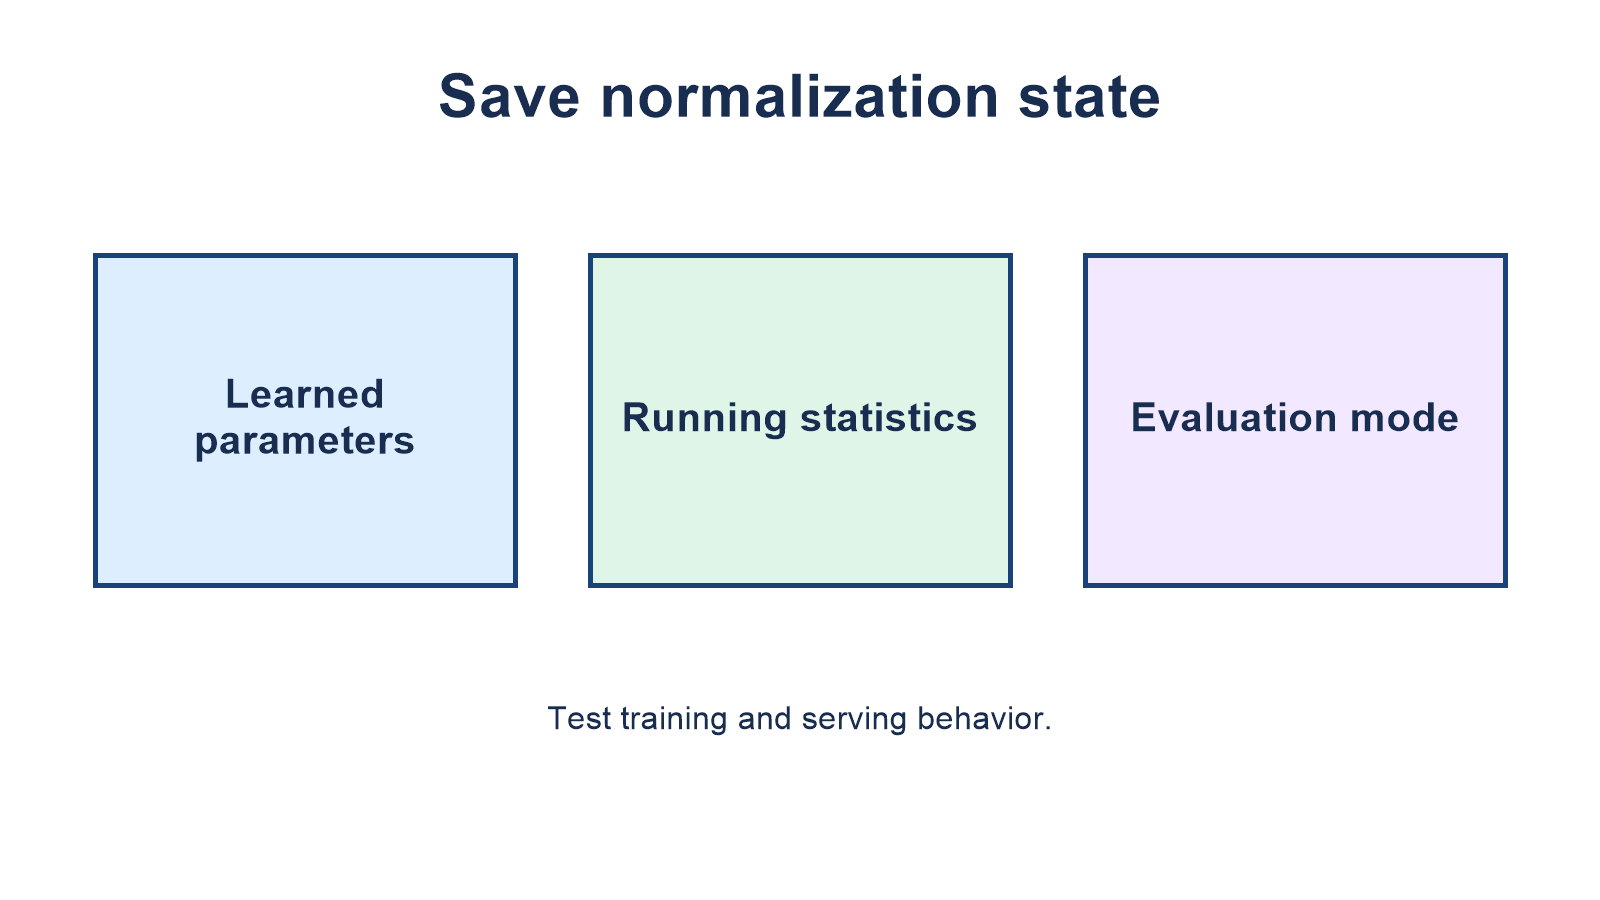 Save normalization state
Learned
parameters
Running statistics
Evaluation mode
Test training and serving behavior.